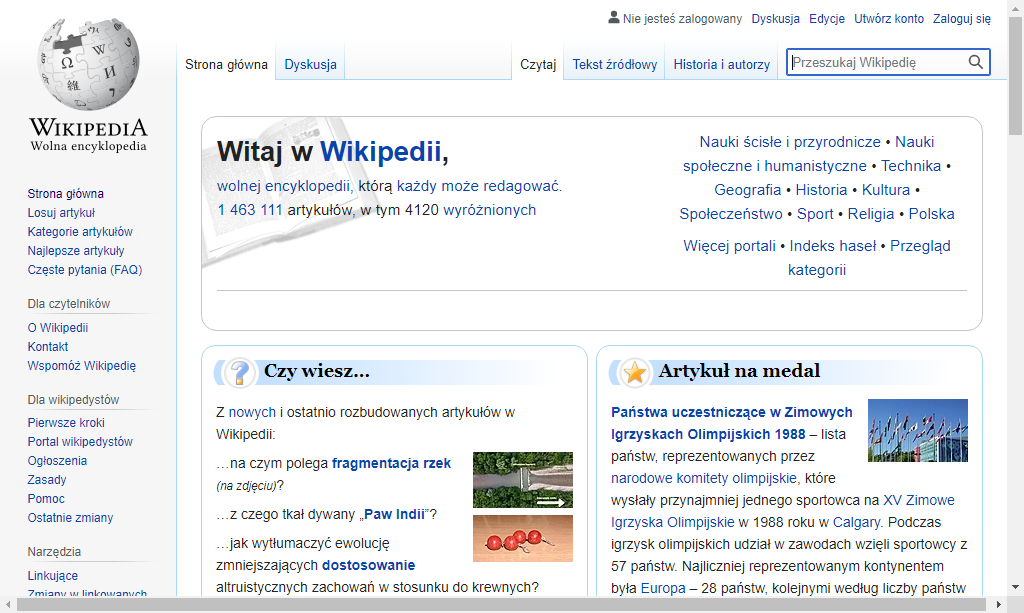 Nie jesteś zalogowany Dyskusja Edycje Utwórz konto Zaloguj się
Strona główna Dyskusja Czytaj Tekst źródłowy Historia i autorzy Przeszukaj Wikipedię
WIKIPEDIA
Wolna encyklopedia
Strona główna
Losuj artykuł
Kategorie artykułów
Najlepsze artykuły
Częste pytania (FAQ)
Dla czytelników
O Wikipedii
Kontakt
Wspomóż Wikipedię
Dla wikipedystów
Pierwsze kroki
Portal wikipedystów
Ogłoszenia
Zasady
Pomoc
Ostatnie zmiany
Narzędzia
Linkujące
Zmiany w linkowanych
Witaj w Wikipedii,
wolnej encyklopedii, którą każdy może redagować.
1 463 111 artykułów, w tym 4120 wyróżnionych
Nauki ścisłe i przyrodnicze • Nauki
społeczne i humanistyczne • Technika •
Geografia • Historia • Kultura •
Społeczeństwo • Sport • Religia • Polska
Więcej portali • Indeks haseł • Przegląd
kategorii
Czy wiesz...
Z nowych i ostatnio rozbudowanych artykułów w
Wikipedii:
…na czym polega fragmentacja rzek
(na zdjęciu)?
…z czego tkał dywany „Paw Indii”?
…jak wytłumaczyć ewolucję
zmniejszających dostosowanie
altruistycznych zachowań w stosunku do krewnych?
Artykuł na medal
Państwa uczestniczące w Zimowych
Igrzyskach Olimpijskich 1988 – lista
państw, reprezentowanych przez
narodowe komitety olimpijskie, które
wysłały przynajmniej jednego sportowca na XV Zimowe
Igrzyska Olimpijskie w 1988 roku w Calgary. Podczas
igrzysk olimpijskich udział w zawodach wzięli sportowcy z
57 państw. Najliczniej reprezentowanym kontynentem
była Europa – 28 państw, kolejnymi według liczby państw